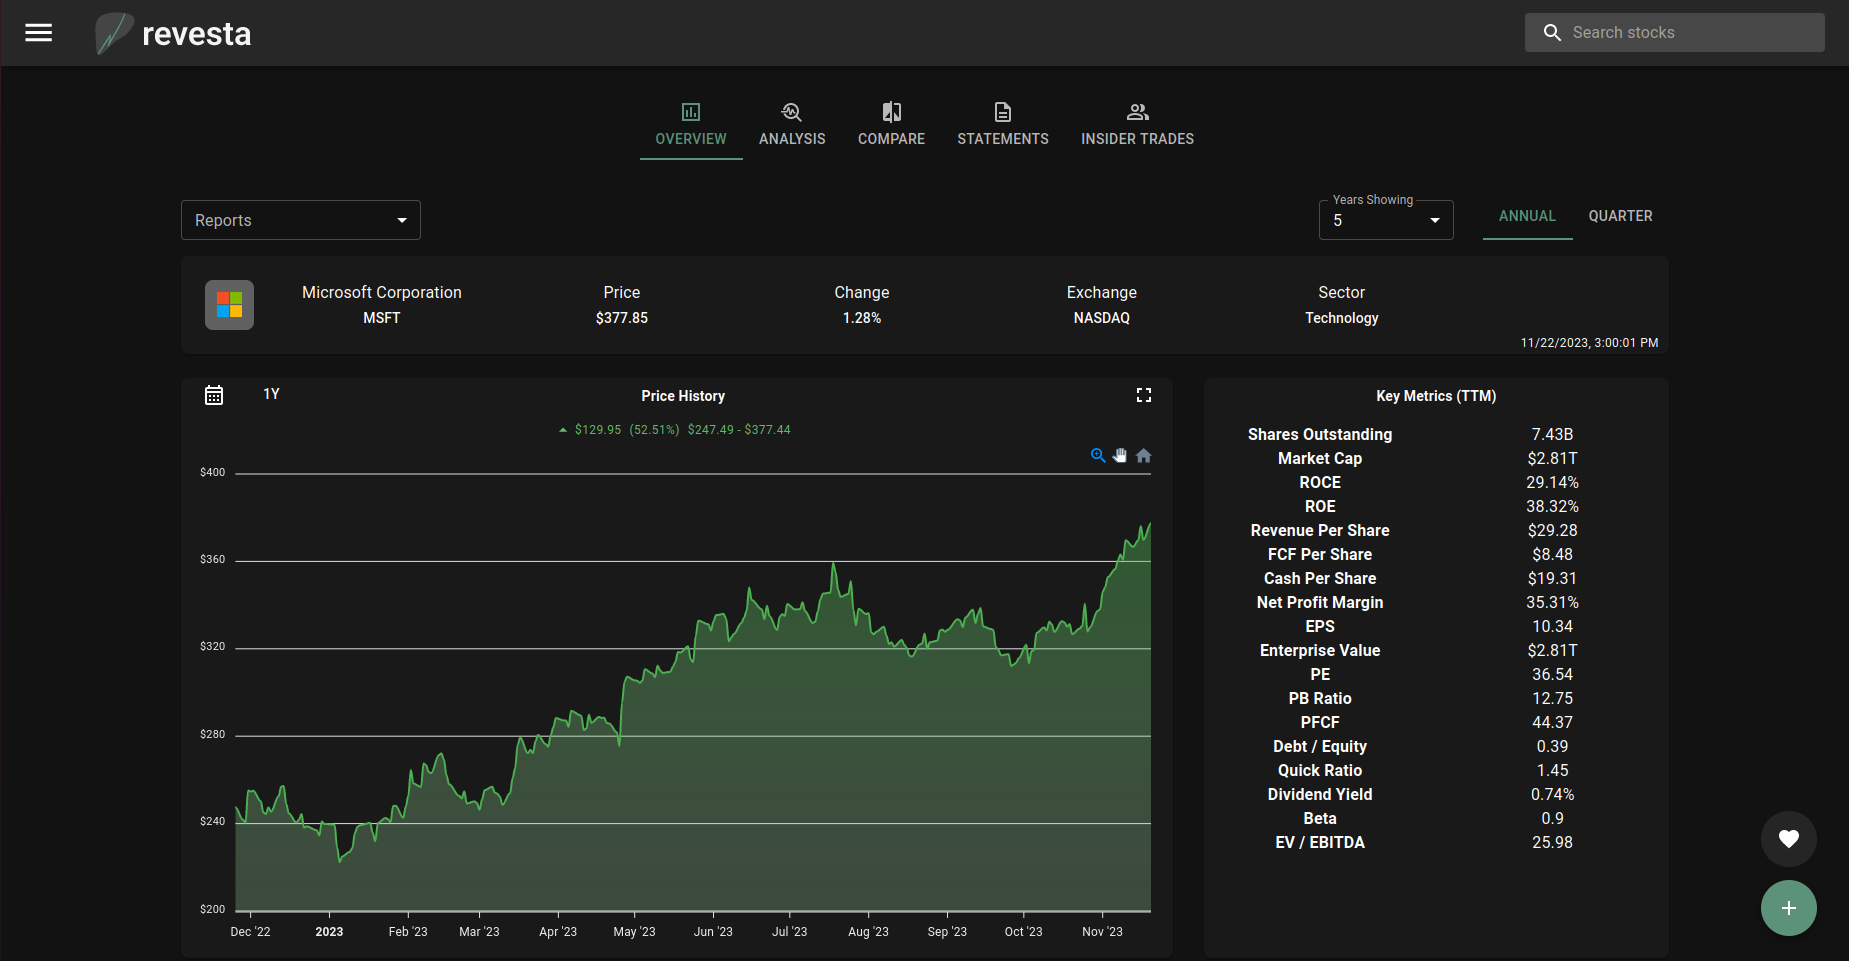 revesta
Search stocks
OVERVIEW
ANALYSIS
COMPARE
STATEMENTS
INSIDER TRADES
Reports
Years Showing
5
ANNUAL
QUARTER
Microsoft Corporation
MSFT
Price
$377.85
Change
1.28%
Exchange
NASDAQ
Sector
Technology
11/22/2023, 3:00:01 PM
1Y
Price History
$129.95 (52.51%) $247.49 - $377.44
$400
$360
$320
$280
$240
$200
Dec '22
2023
Feb '23
Mar '23
Apr '23
May '23
Jun '23
Jul '23
Aug '23
Sep '23
Oct '23
Nov '23
Key Metrics (TTM)
Shares Outstanding 7.43B
Market Cap $2.81T
ROCE 29.14%
ROE 38.32%
Revenue Per Share $29.28
FCF Per Share $8.48
Cash Per Share $19.31
Net Profit Margin 35.31%
EPS 10.34
Enterprise Value $2.81T
PE 36.54
PB Ratio 12.75
PFCF 44.37
Debt / Equity 0.39
Quick Ratio 1.45
Dividend Yield 0.74%
Beta 0.9
EV / EBITDA 25.98